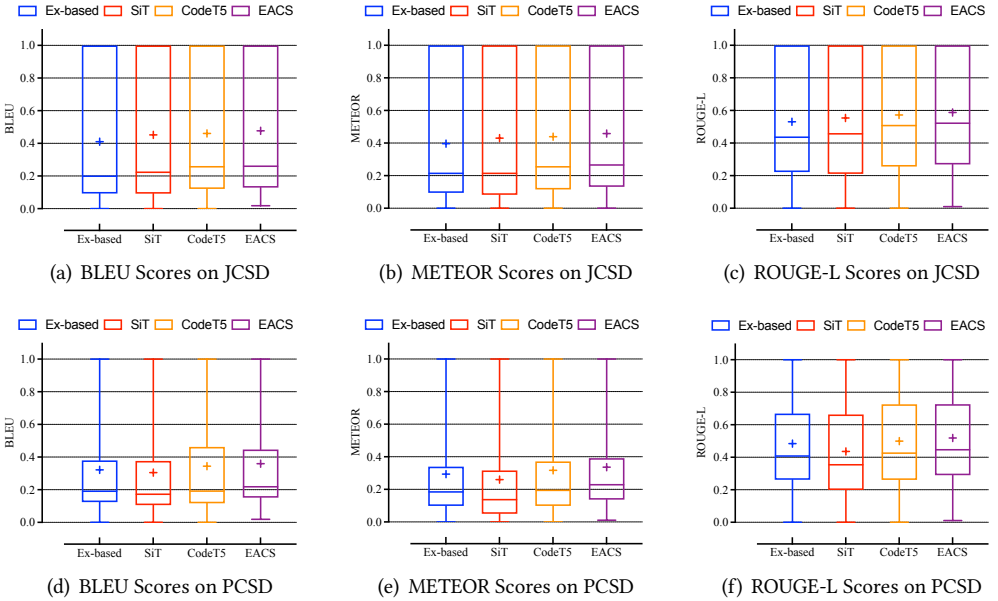 Ex-based SiT CodeT5 EACS
BLEU
1.0
0.8
0.6
0.4
0.2
0.0
Ex-based SiT CodeT5 EACS
(a) BLEU Scores on JCSD
Ex-based SiT CodeT5 EACS
METEOR
1.0
0.8
0.6
0.4
0.2
0.0
Ex-based SiT CodeT5 EACS
(b) METEOR Scores on JCSD
Ex-based SiT CodeT5 EACS
ROUGE-L
1.0
0.8
0.6
0.4
0.2
0.0
Ex-based SiT CodeT5 EACS
(c) ROUGE-L Scores on JCSD
Ex-based SiT CodeT5 EACS
BLEU
1.0
0.8
0.6
0.4
0.2
0.0
Ex-based SiT CodeT5 EACS
(d) BLEU Scores on PCSD
Ex-based SiT CodeT5 EACS
METEOR
1.0
0.8
0.6
0.4
0.2
0.0
Ex-based SiT CodeT5 EACS
(e) METEOR Scores on PCSD
Ex-based SiT CodeT5 EACS
ROUGE-L
1.0
0.8
0.6
0.4
0.2
0.0
Ex-based SiT CodeT5 EACS
(f) ROUGE-L Scores on PCSD